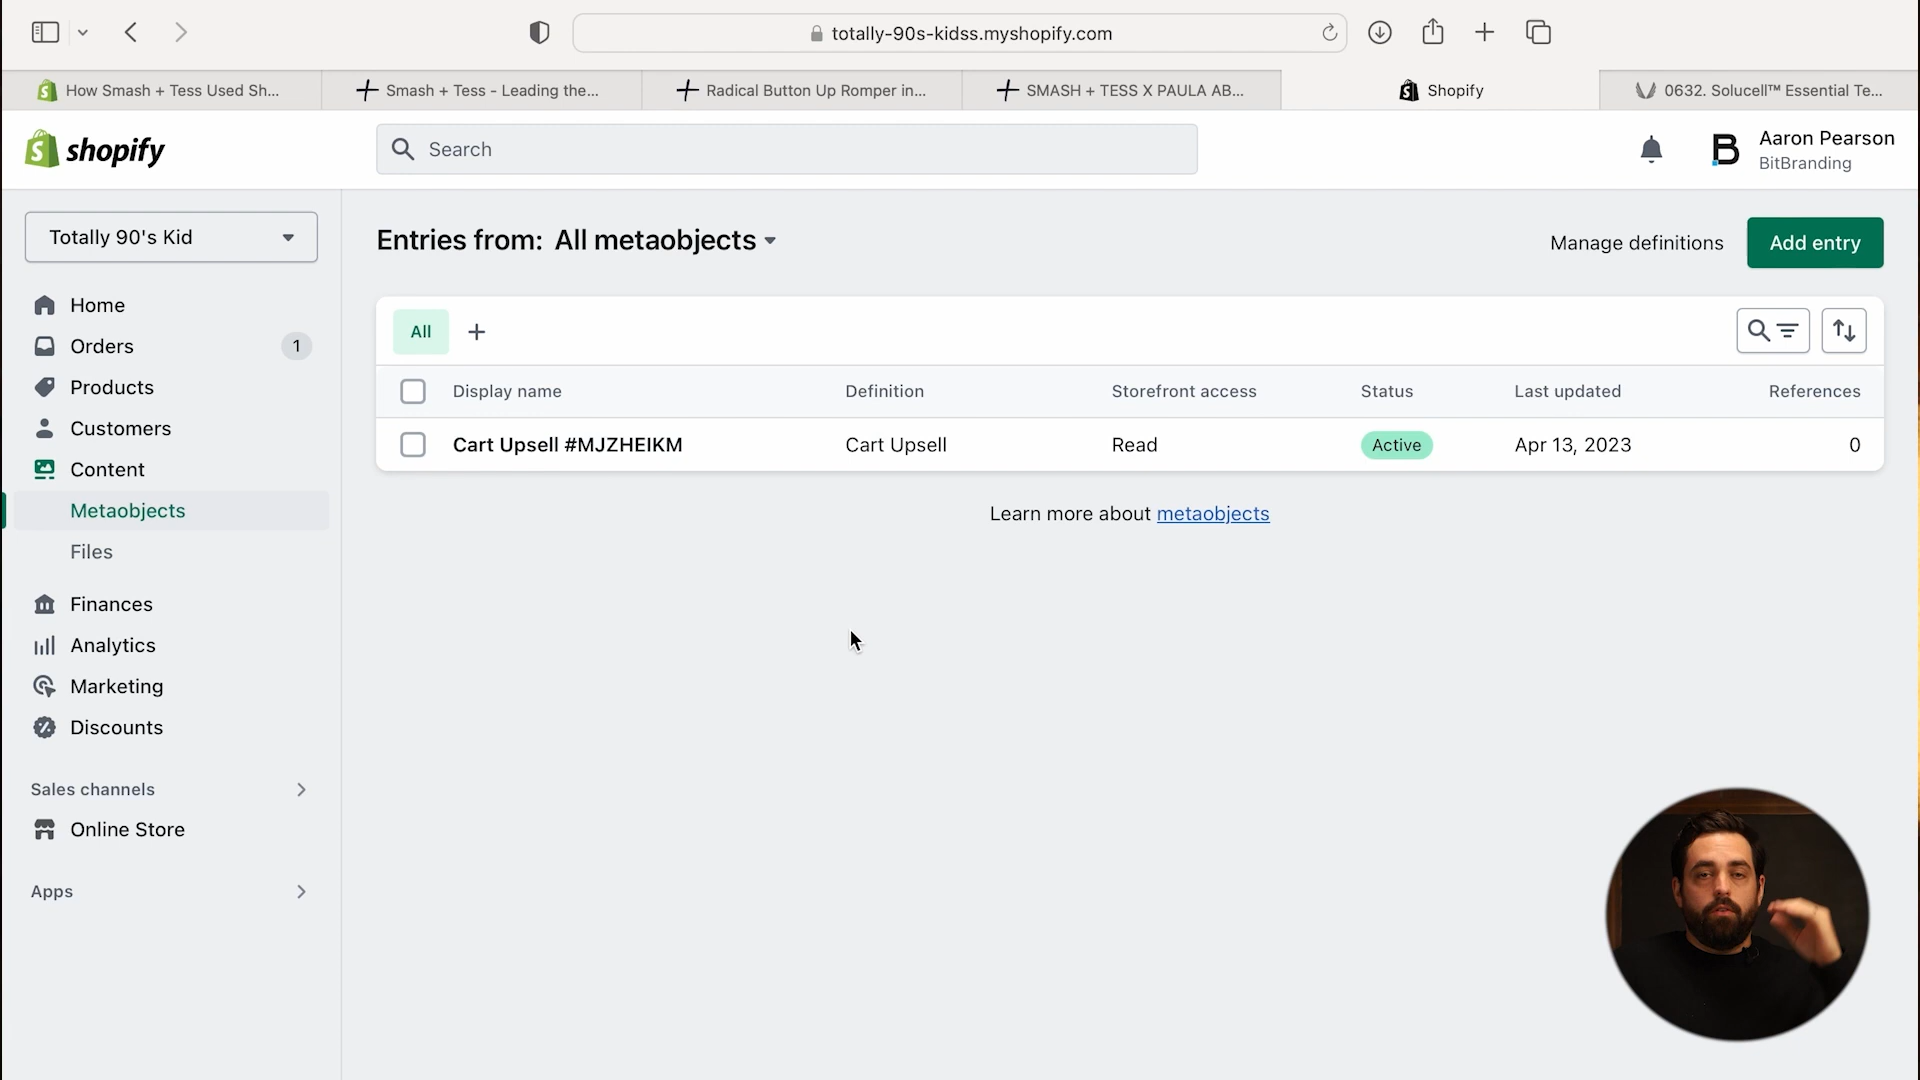 totally-90s-kidss.myshopify.com
How Smash + Tess Used Sh...
Smash + Tess - Leading the...
Radical Button Up Romper in...
SMASH + TESS X PAULA AB...
Shopify
0632. Solucell™ Essential Te...
shopify
Search
Aaron Pearson
BitBranding
Totally 90's Kid
Home
Orders 1
Products
Customers
Content
Metaobjects
Files
Finances
Analytics
Marketing
Discounts
Sales channels
Online Store
Apps
Entries from: All metaobjects
Manage definitions
Add entry
All
Display name Definition Storefront access Status Last updated References
Cart Upsell #MJZHEIKM Cart Upsell Read Active Apr 13, 2023 0
Learn more about metaobjects